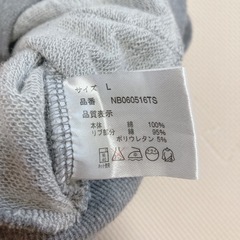 サイズ L
品番 NB060516TS
品質表示
本体 綿 100%
リブ部分 綿 95%
ポリウレタン 5%